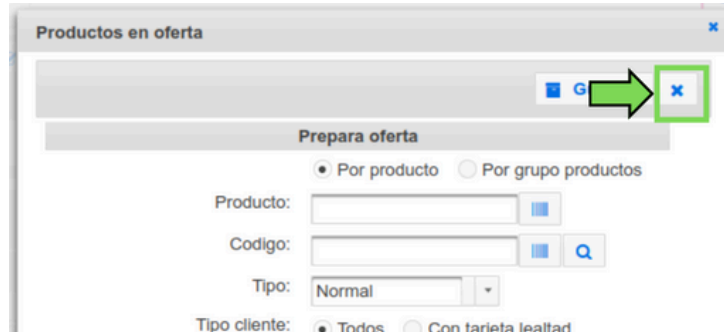 Productos en oferta
G
Prepara oferta
Por producto Por grupo productos
Producto:
Codigo:
Tipo: Normal
Tipo cliente: Todos Con tarjeta lealtad